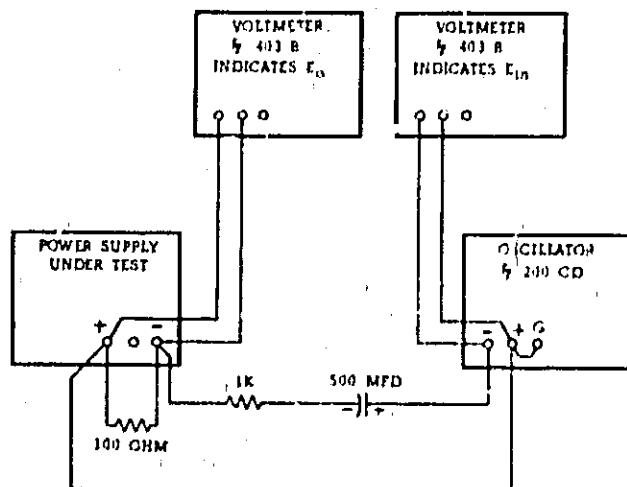 VOLTMETER
403 B
INDICATES E
VOLTMETER
403 B
INDICATES E
POWER SUPPLY
UNDER TEST
+
-
OSCILLATOR
200 CD
-
+
G
1K
500 MFD
-
+
100 OHM